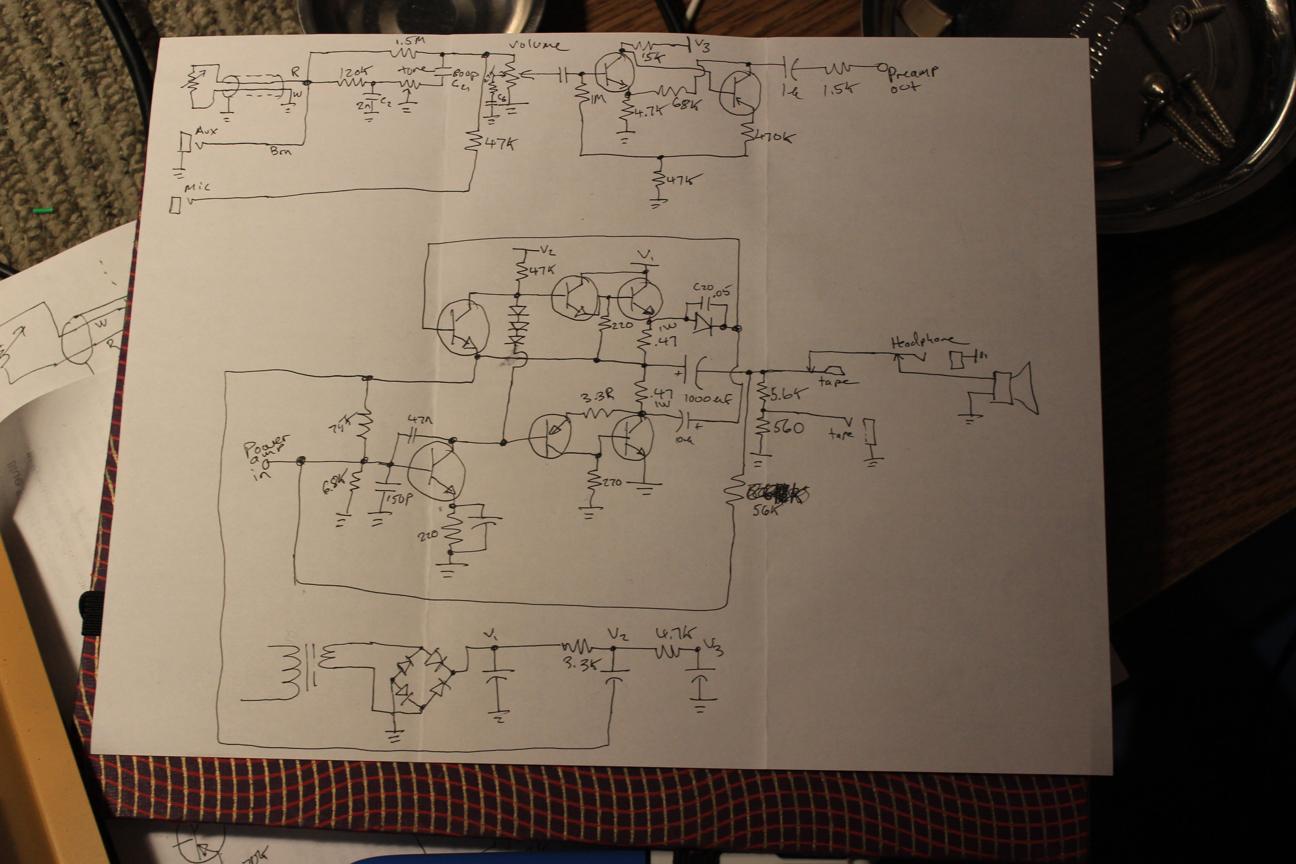 1.5M
volume
V3
15K
R
120K
tone
800p
C21
W
2n
C2
C6
1M
4.7K
68K
1u
1.5K
Preamp
out
Aux
Brn
47K
470K
Mic
47K
V2
47K
V1
C20
.05
220
1W
.47
Headphone
+
.47
1W
1000uf
tape
5.6K
3.3R
10u
+
560
tape
47n
Power
amp
in
6.8K
150p
270
56K
220
V1
V2
4.7K
V3
3.3K
W
R